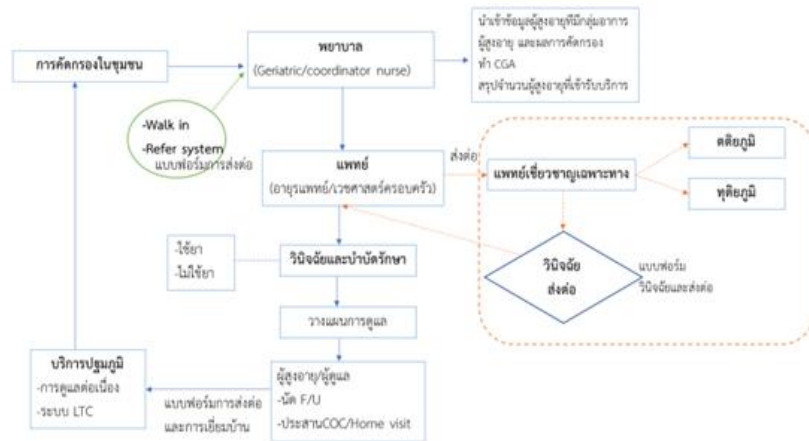 นำเข้าข้อมูลผู้สูงอายุที่มีกลุ่มอาการ
ผู้สูงอายุ และผลการคัดกรอง
ทำ CGA
สรุปจำนวนผู้สูงอายุที่เข้ารับบริการ
พยาบาล
(Geriatric/coordinator nurse)
การคัดกรองในชุมชน
-Walk in
-Refer system
แบบฟอร์มการส่งต่อ
แพทย์
(อายุรแพทย์/เวชศาสตร์ครอบครัว)
ส่งต่อ
แพทย์เชี่ยวชาญเฉพาะทาง
ตติยภูมิ
ทุติยภูมิ
วินิจฉัย
ส่งต่อ
แบบฟอร์ม
วินิจฉัยและส่งต่อ
-ใช้ยา
-ไม่ใช้ยา
วินิจฉัยและบำบัดรักษา
วางแผนการดูแล
ผู้สูงอายุ/ผู้ดูแล
-นัด F/U
-ประสานCOC/Home visit
แบบฟอร์มการส่งต่อ
และการเยี่ยมบ้าน
บริการปฐมภูมิ
-การดูแลต่อเนื่อง
-ระบบ LTC